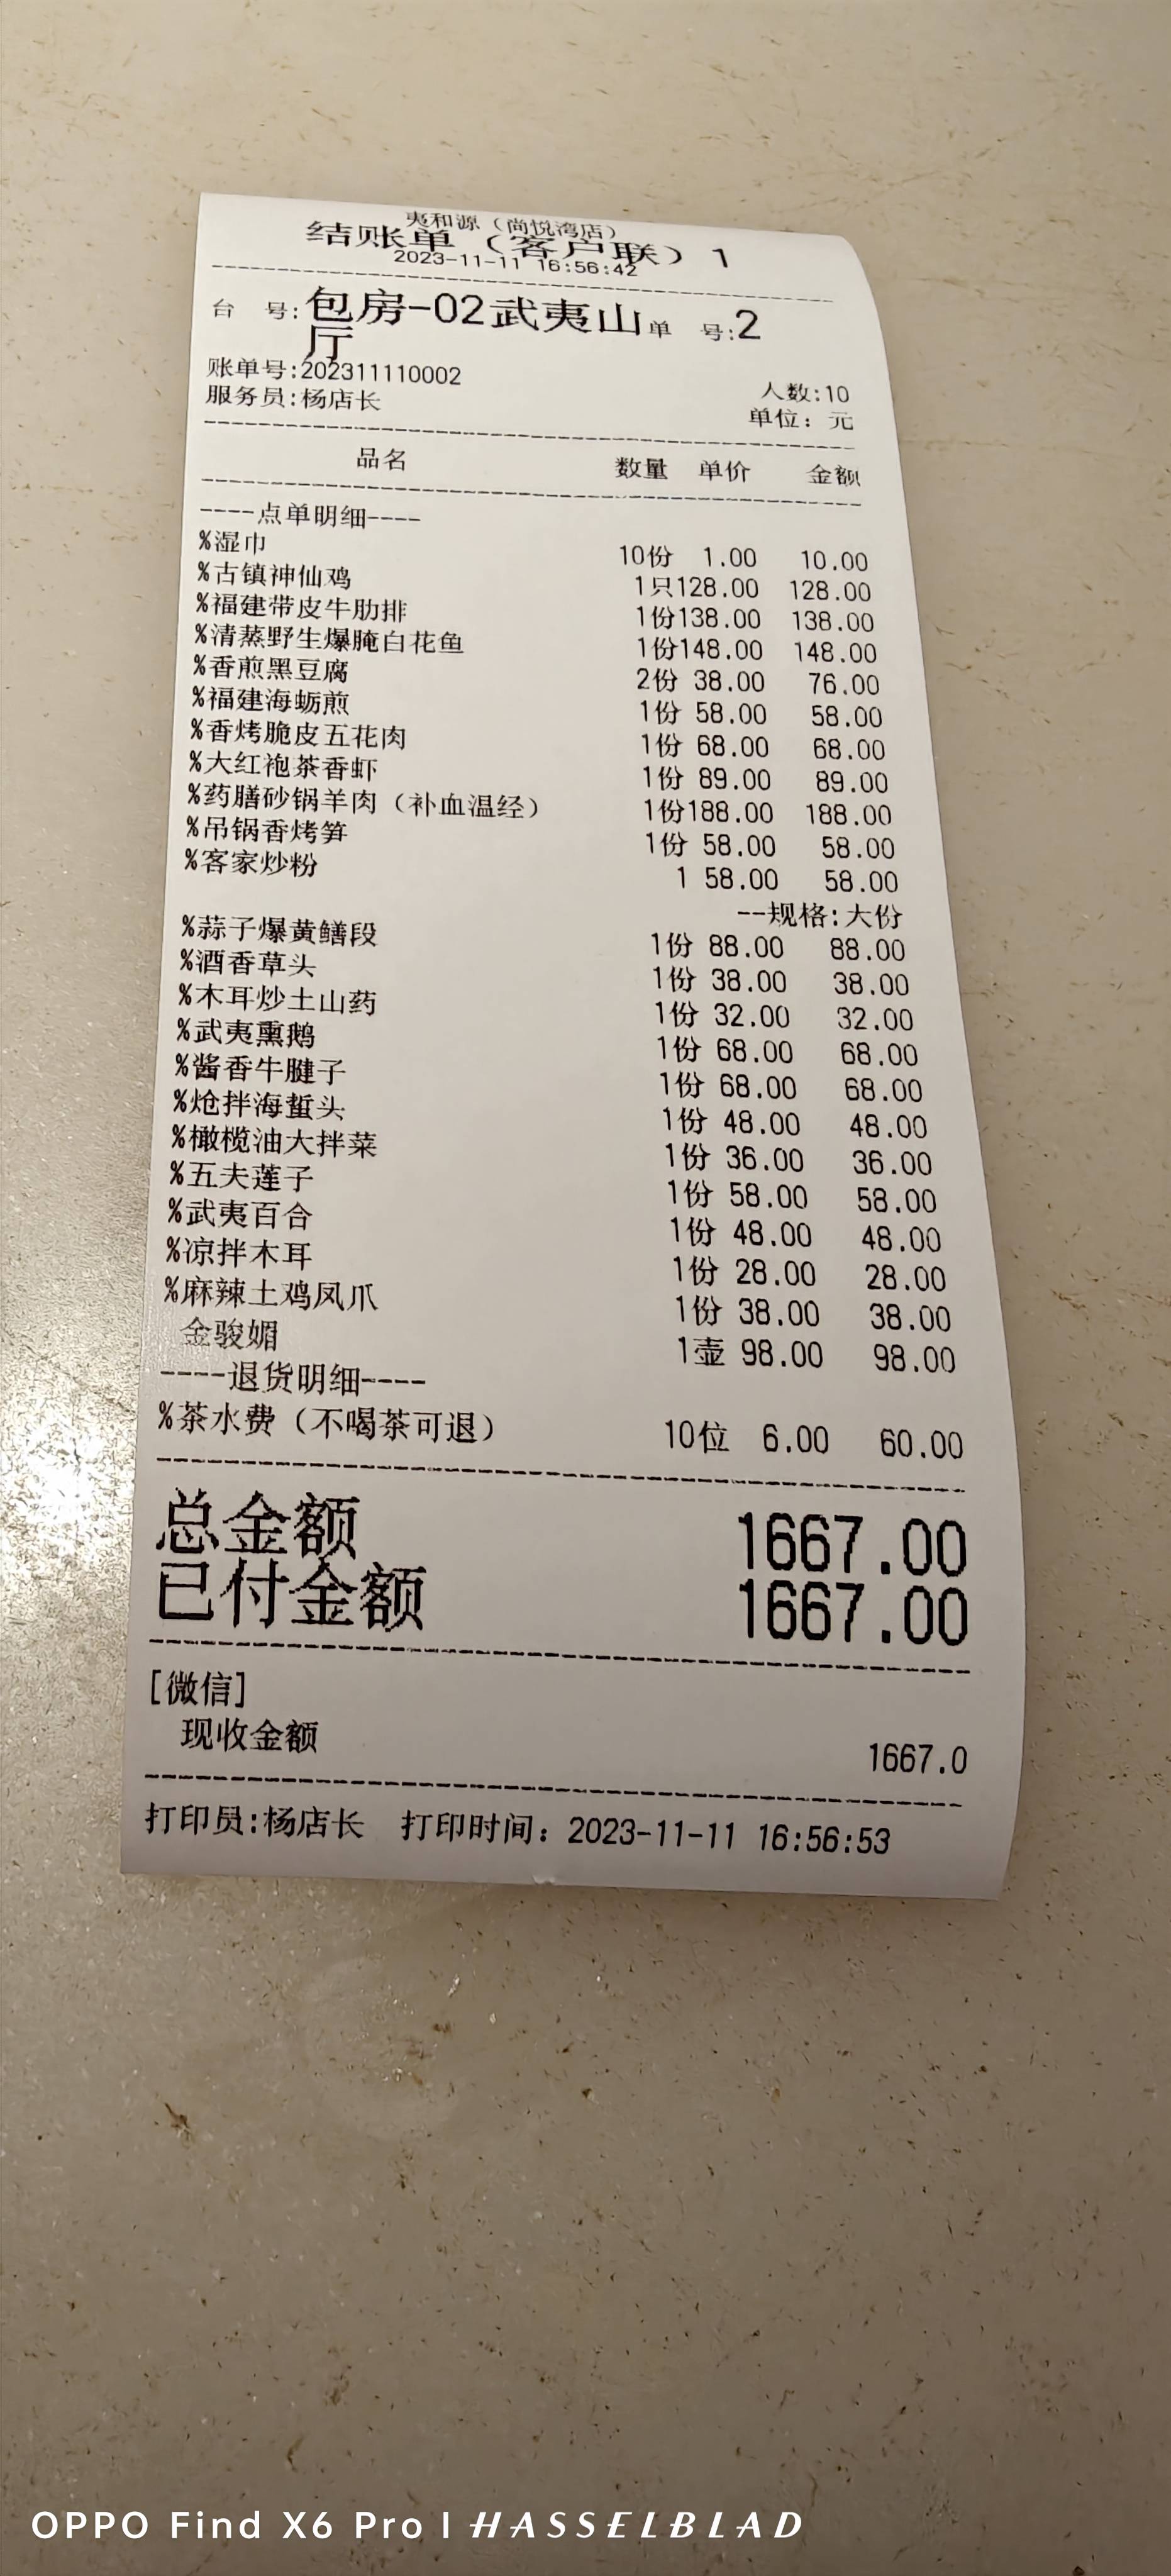 夷和源（尚悦湾店）
结账单（客户联）1
2023-11-11 16:56:42
台 号:包房-02武夷山厅 单 号:2
账单号:202311110002 人数:10
服务员:杨店长 单位：元
品名 数量 单价 金额
----点单明细----
%湿巾 10份 1.00 10.00
%古镇神仙鸡 1只128.00 128.00
%福建带皮牛肋排 1份138.00 138.00
%清蒸野生爆腌白花鱼 1份148.00 148.00
%香煎黑豆腐 2份 38.00 76.00
%福建海蛎煎 1份 58.00 58.00
%香烤脆皮五花肉 1份 68.00 68.00
%大红袍茶香虾 1份 89.00 89.00
%药膳砂锅羊肉（补血温经） 1份188.00 188.00
%吊锅香烤笋 1份 58.00 58.00
%客家炒粉 1 58.00 58.00
--规格:大份
%蒜子爆黄鳝段 1份 88.00 88.00
%酒香草头 1份 38.00 38.00
%木耳炒土山药 1份 32.00 32.00
%武夷熏鹅 1份 68.00 68.00
%酱香牛腱子 1份 68.00 68.00
%炝拌海蜇头 1份 48.00 48.00
%橄榄油大拌菜 1份 36.00 36.00
%五夫莲子 1份 58.00 58.00
%武夷百合 1份 48.00 48.00
%凉拌木耳 1份 28.00 28.00
%麻辣土鸡凤爪 1份 38.00 38.00
金骏媚 1壶 98.00 98.00
----退货明细----
%茶水费（不喝茶可退） 10位 6.00 60.00
总金额 1667.00
已付金额 1667.00
[微信]
现收金额 1667.0
打印员:杨店长 打印时间：2023-11-11 16:56:53
OPPO Find X6 Pro | HASSELBLAD